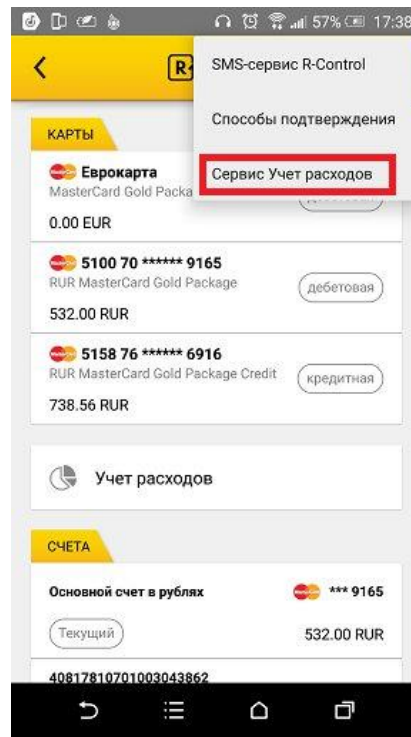 57% 17:38
R-
SMS-сервис R-Control
Способы подтверждения
Сервис Учет расходов
КАРТЫ
Еврокарта
MasterCard Gold Packa
0.00 EUR
5100 70 ****** 9165
RUR MasterCard Gold Package
дебетовая
532.00 RUR
5158 76 ****** 6916
RUR MasterCard Gold Package Credit
кредитная
738.56 RUR
Учет расходов
СЧЕТА
Основной счет в рублях
*** 9165
Текущий
532.00 RUR
40817810701003043862